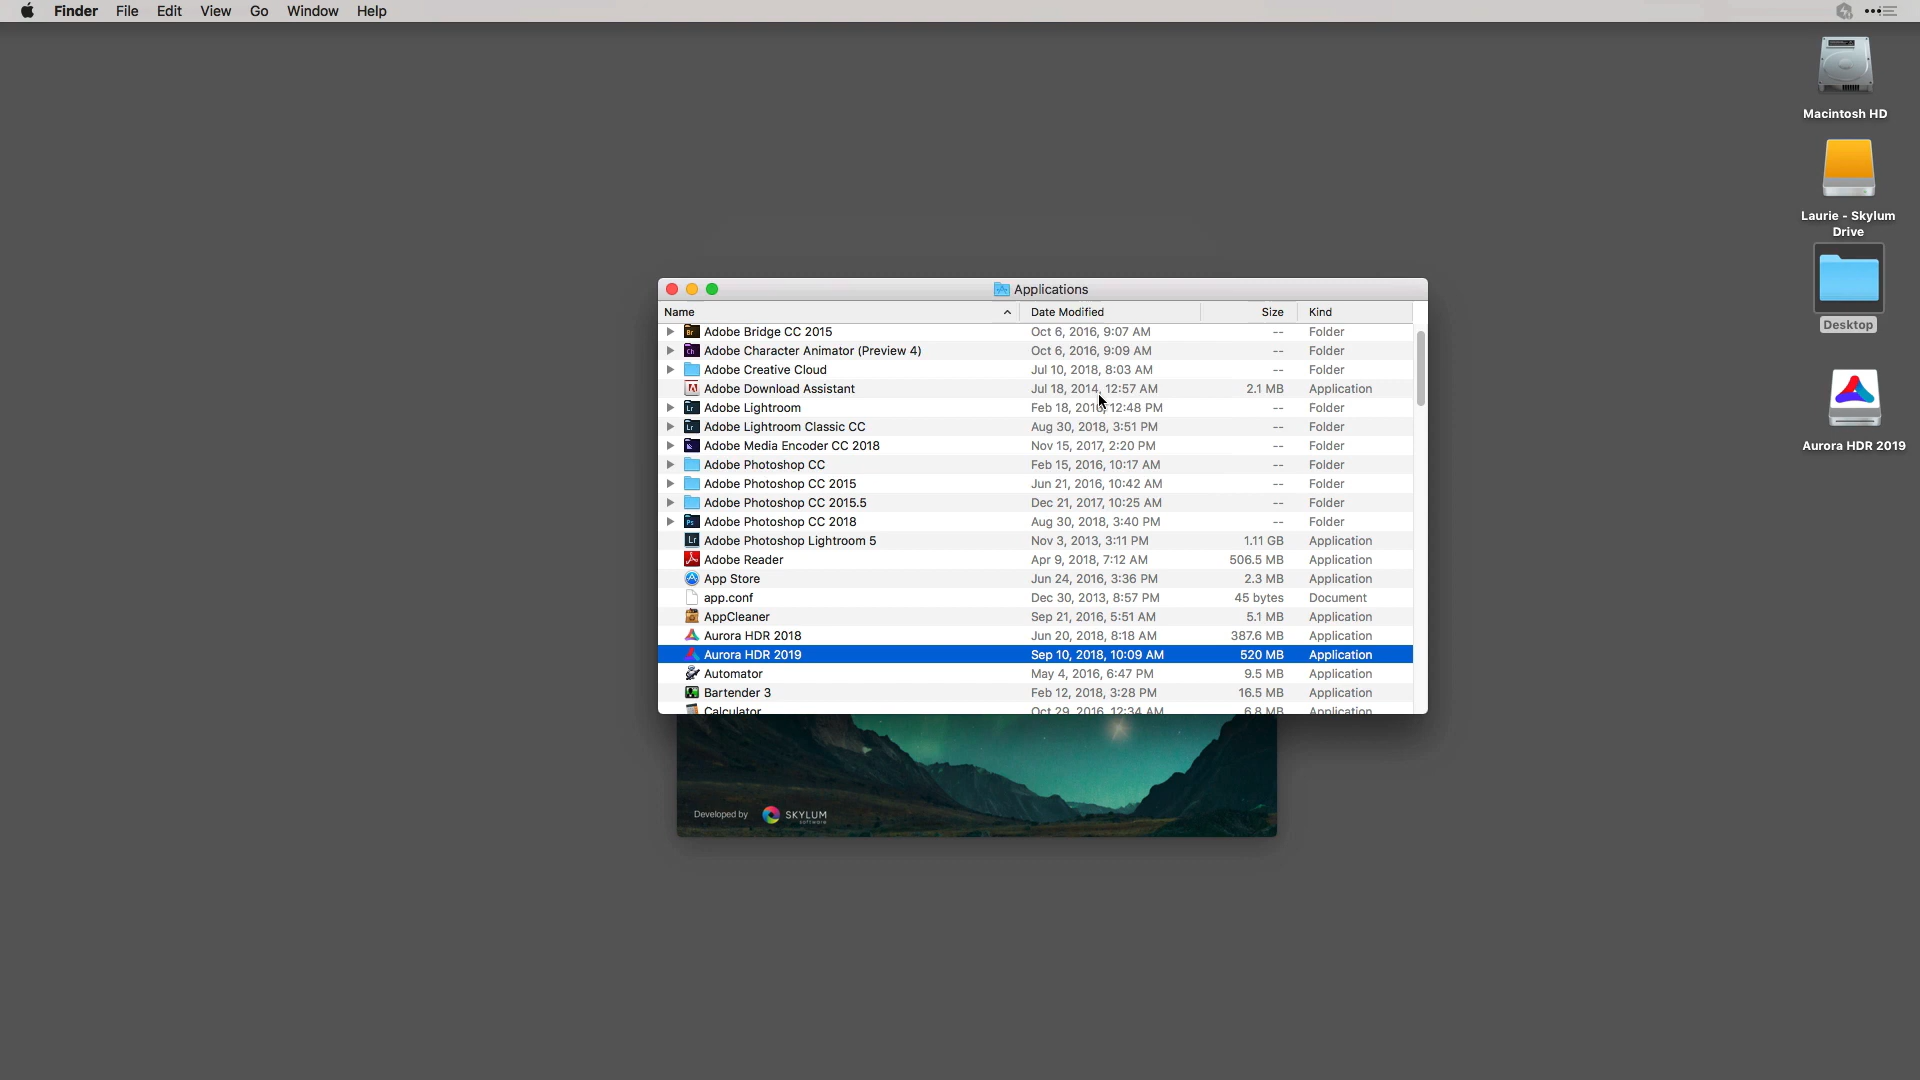 Finder File Edit View Go Window Help
Macintosh HD
Laurie - Skylum
Drive
Desktop
Aurora HDR 2019
Applications
Name Date Modified Size Kind
Adobe Bridge CC 2015 Oct 6, 2016, 9:07 AM -- Folder
Adobe Character Animator (Preview 4) Oct 6, 2016, 9:09 AM -- Folder
Adobe Creative Cloud Jul 10, 2018, 8:03 AM -- Folder
Adobe Download Assistant Jul 18, 2014, 12:57 AM 2.1 MB Application
Adobe Lightroom Feb 18, 2016, 12:48 PM -- Folder
Adobe Lightroom Classic CC Aug 30, 2018, 3:51 PM -- Folder
Adobe Media Encoder CC 2018 Nov 15, 2017, 2:20 PM -- Folder
Adobe Photoshop CC Feb 15, 2016, 10:17 AM -- Folder
Adobe Photoshop CC 2015 Jun 21, 2016, 10:42 AM -- Folder
Adobe Photoshop CC 2015.5 Dec 21, 2017, 10:25 AM -- Folder
Adobe Photoshop CC 2018 Aug 30, 2018, 3:40 PM -- Folder
Adobe Photoshop Lightroom 5 Nov 3, 2013, 3:11 PM 1.11 GB Application
Adobe Reader Apr 9, 2018, 7:12 AM 506.5 MB Application
App Store Jun 24, 2016, 3:36 PM 2.3 MB Application
app.conf Dec 30, 2013, 8:57 PM 45 bytes Document
AppCleaner Sep 21, 2016, 5:51 AM 5.1 MB Application
Aurora HDR 2018 Jun 20, 2018, 8:18 AM 387.6 MB Application
Aurora HDR 2019 Sep 10, 2018, 10:09 AM 520 MB Application
Automator May 4, 2016, 6:47 PM 9.5 MB Application
Bartender 3 Feb 12, 2018, 3:28 PM 16.5 MB Application
Calculator Oct 29, 2016, 12:34 AM 6.8 MB Application
Developed by SKYLUM
software